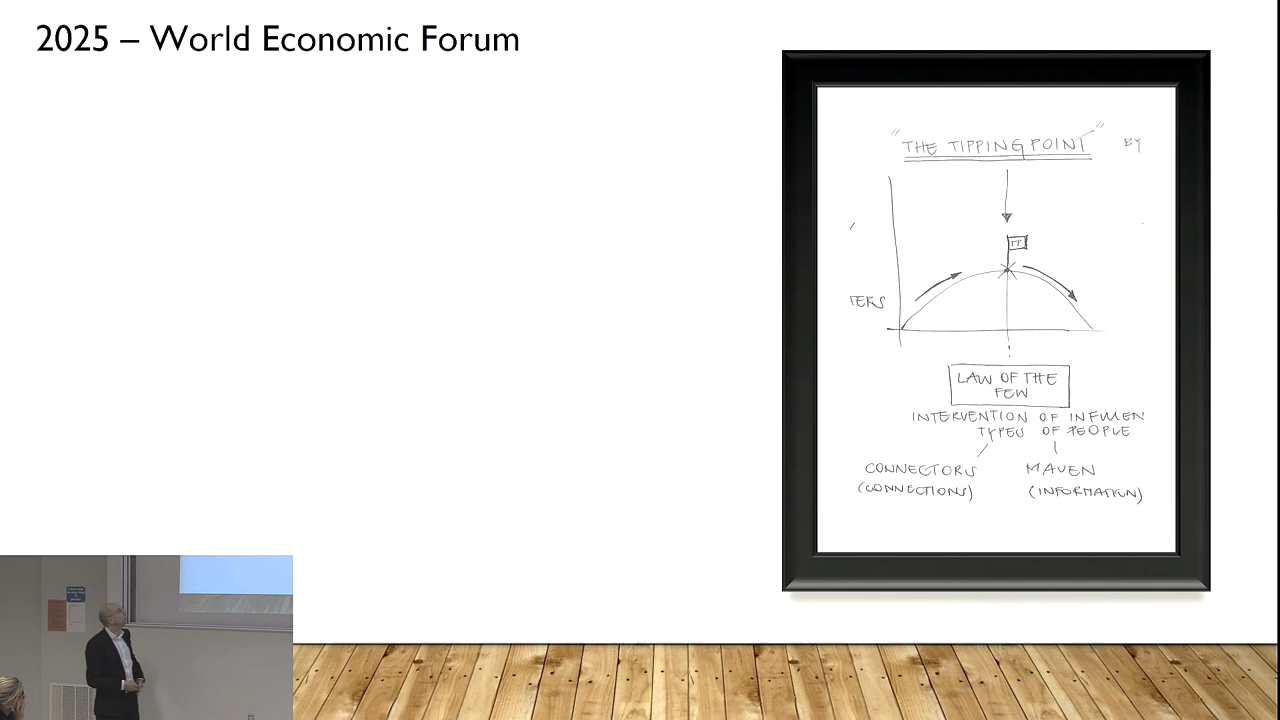 2025 – World Economic Forum
"THE TIPPING POINT" BY
TP
TERS
LAW OF THE
FEW
INTERVENTION OF INFLUEN
TYPES OF PEOPLE
CONNECTORS MAVEN
(CONNECTIONS) (INFORMATION)